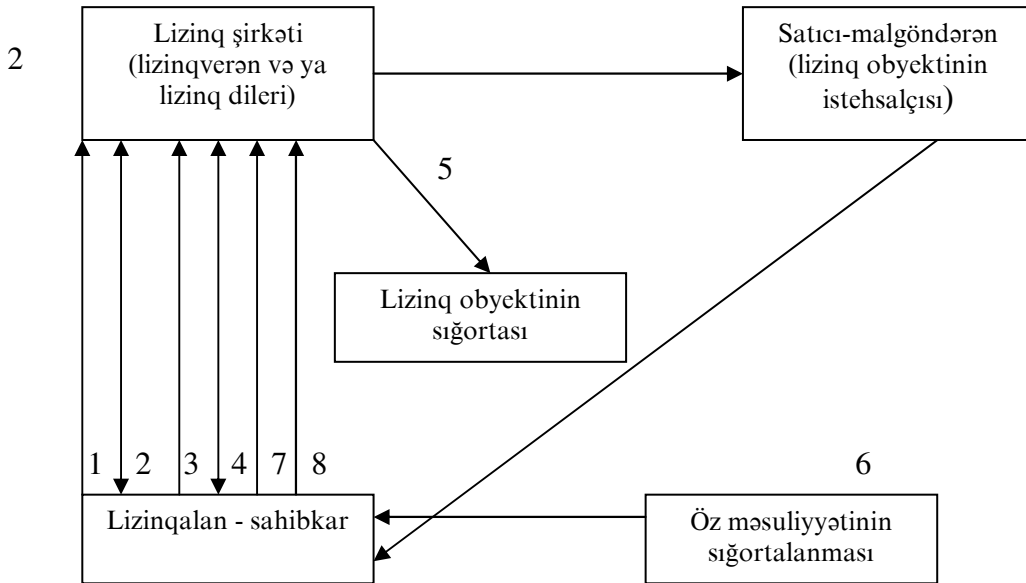 2
Lizinq şirkəti
(lizinqverən və ya
lizinq dileri)
Satıcı-malgöndərən
(lizinq obyektinin
istehsalçısı)
5
Lizinq obyektinin
sığortası
1 2 3 4 7 8
6
Lizinqalan - sahibkar
Öz məsuliyyətinin
sığortalanması